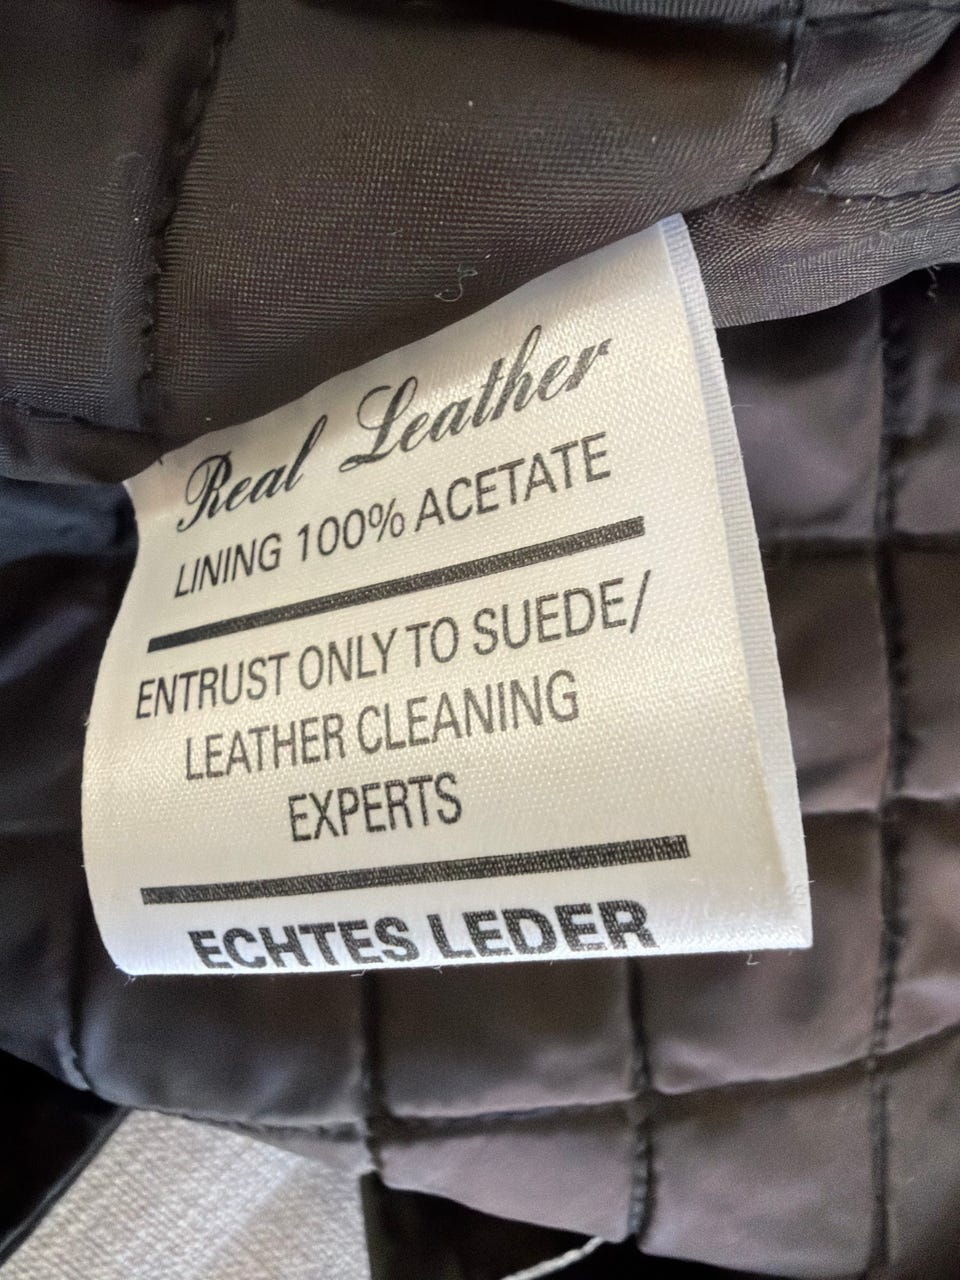 Real Leather
LINING 100% ACETATE
ENTRUST ONLY TO SUEDE/
LEATHER CLEANING
EXPERTS
ECHTES LEDER